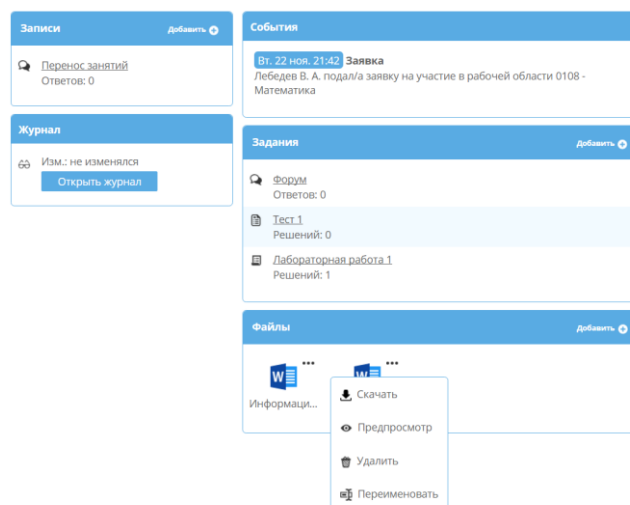 Записи
Добавить
Перенос занятий
Ответов: 0
Журнал
Изм.: не изменялся
Открыть журнал
События
Вт. 22 ноя. 21:42 Заявка
Лебедев В. А. подал/а заявку на участие в рабочей области 0108 -
Математика
Задания
Добавить
Форум
Ответов: 0
Тест 1
Решений: 0
Лабораторная работа 1
Решений: 1
Файлы
Добавить
W
W
Информаци...
Скачать
Предпросмотр
Удалить
Переименовать